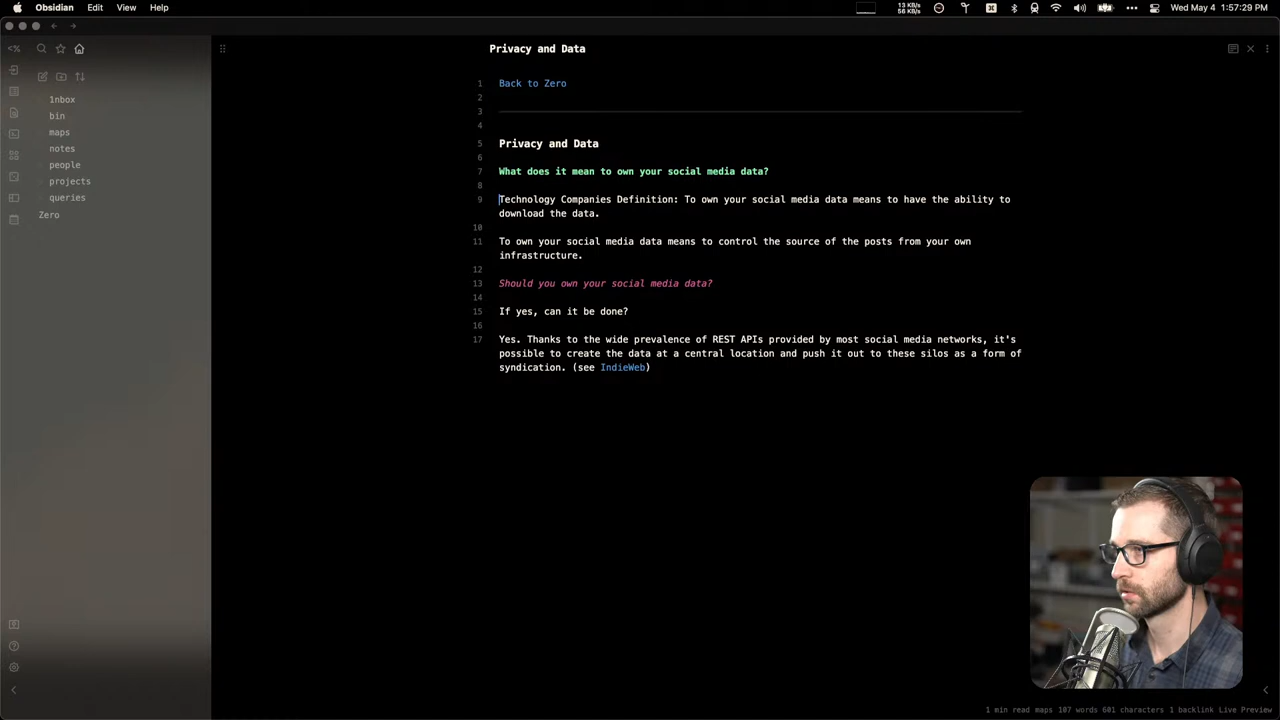 Obsidian Edit View Help 13 KB/s Wed May 4 1:57:29 PM
56 KB/s
Privacy and Data
1 Back to Zero
2
3
4
5 Privacy and Data
6
7 What does it mean to own your social media data?
8
9 Technology Companies Definition: To own your social media data means to have the ability to
download the data.
10
11 To own your social media data means to control the source of the posts from your own
infrastructure.
12
13 Should you own your social media data?
14
15 If yes, can it be done?
16
17 Yes. Thanks to the wide prevalence of REST APIs provided by most social media networks, it's
possible to create the data at a central location and push it out to these silos as a form of
syndication. (see IndieWeb)
1nbox
bin
maps
notes
people
projects
queries
Zero
1 min read maps 107 words 601 characters 1 backlink Live Preview